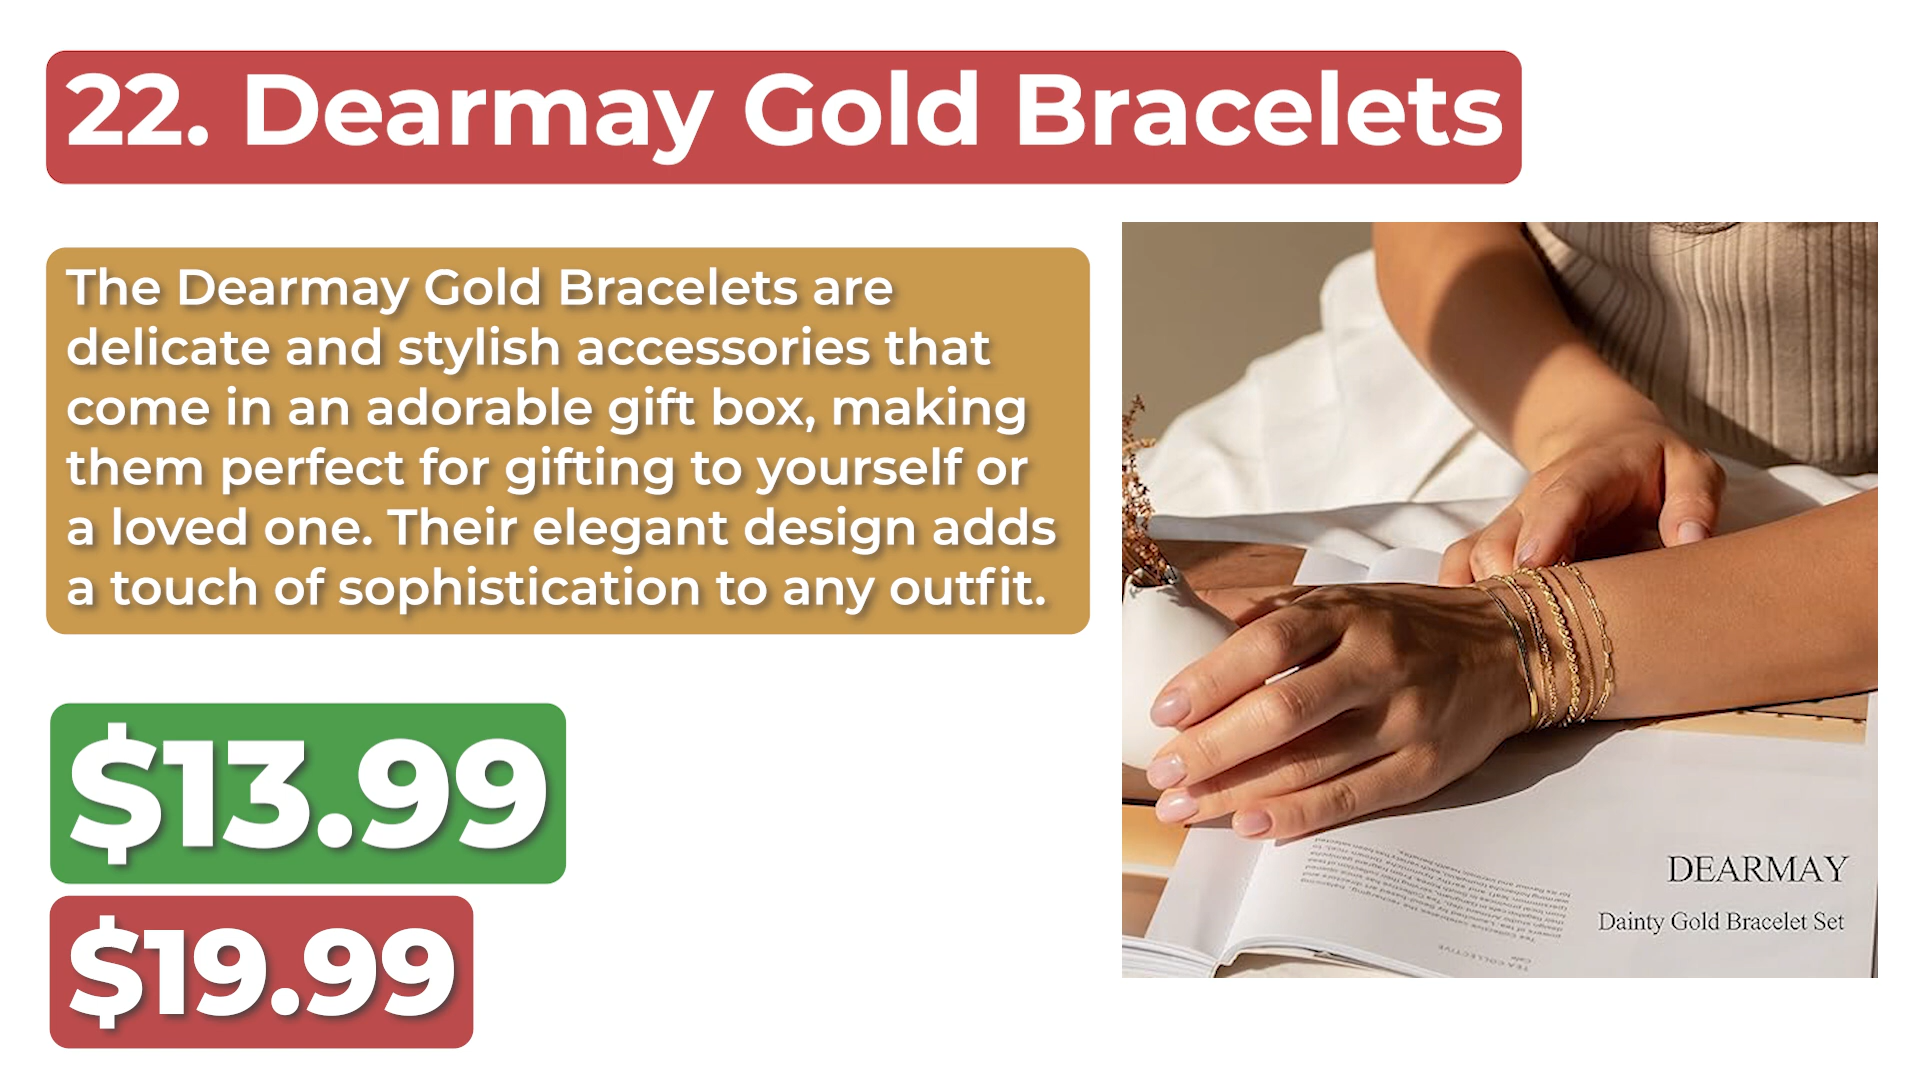 22. Dearmay Gold Bracelets
The Dearmay Gold Bracelets are
delicate and stylish accessories that
come in an adorable gift box, making
them perfect for gifting to yourself or
a loved one. Their elegant design adds
a touch of sophistication to any outfit.
$13.99
$19.99
DEARMAY
Dainty Gold Bracelet Set
TEA COLLECTIVE